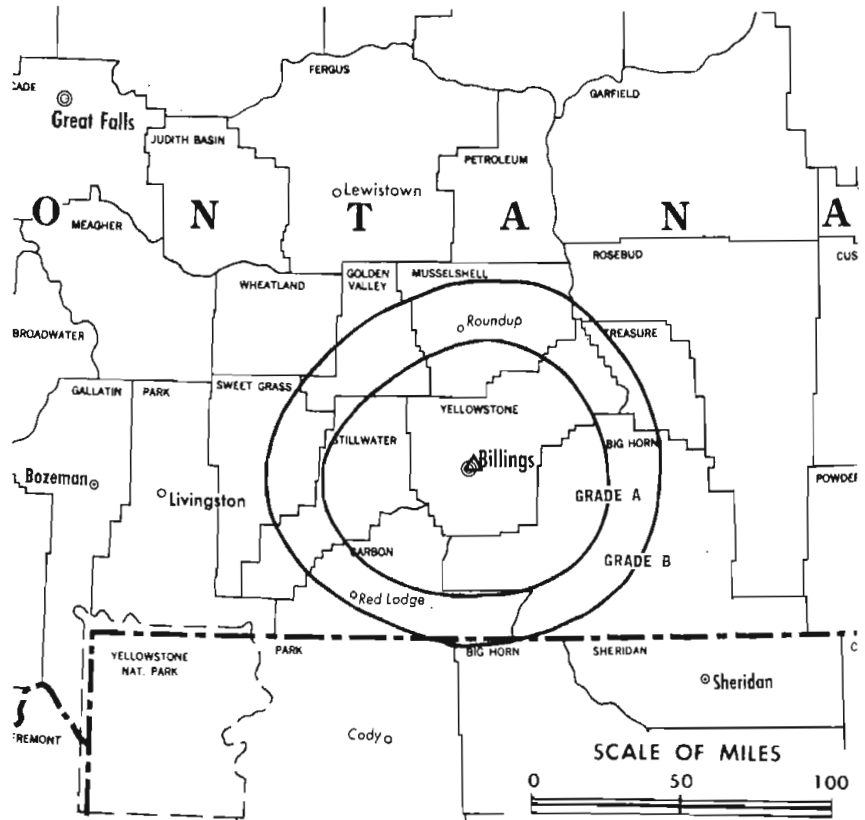 FERGUS
GARFIELD
CADE
Great Falls
JUDITH BASIN
PETROLEUM
Lewistown
O N T A N A
MEAGHER
ROSEBUD
CUS
WHEATLAND
GOLDEN
VALLEY
MUSSELSHELL
Roundup
TREASURE
BROADWATER
GALLATIN
PARK
SWEET GRASS
YELLOWSTONE
STILLWATER
BIG HORN
Billings
Bozeman
Livingston
GRADE A
POWDER
CARBON
GRADE B
Red Lodge
PARK
BIG HORN
SHERIDAN
C
YELLOWSTONE
NAT. PARK
Sheridan
FREMONT
Cody
SCALE OF MILES
0 50 100